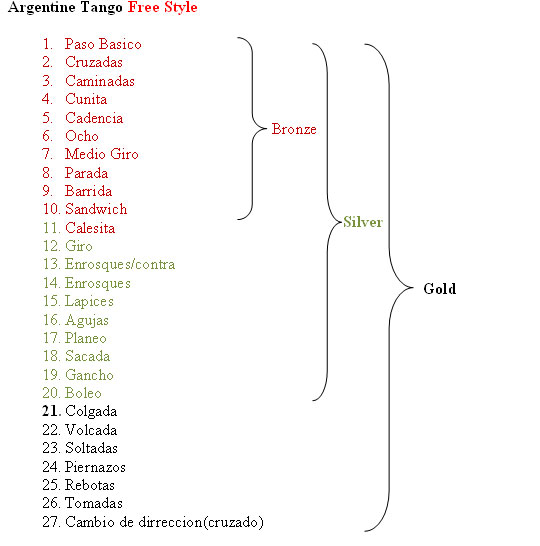 Argentine Tango Free Style
1. Paso Basico
2. Cruzadas
3. Caminadas
4. Cunita
5. Cadencia
6. Ocho
7. Medio Giro
8. Parada
9. Barrida
10. Sandwich
11. Calesita
12. Giro
13. Enrosques/contra
14. Enrosques
15. Lapices
16. Agujas
17. Planeo
18. Sacada
19. Gancho
20. Boleo
21. Colgada
22. Volcada
23. Soltadas
24. Piernazos
25. Rebotas
26. Tomadas
27. Cambio de dirreccion(cruzado)
Bronze
Silver
Gold